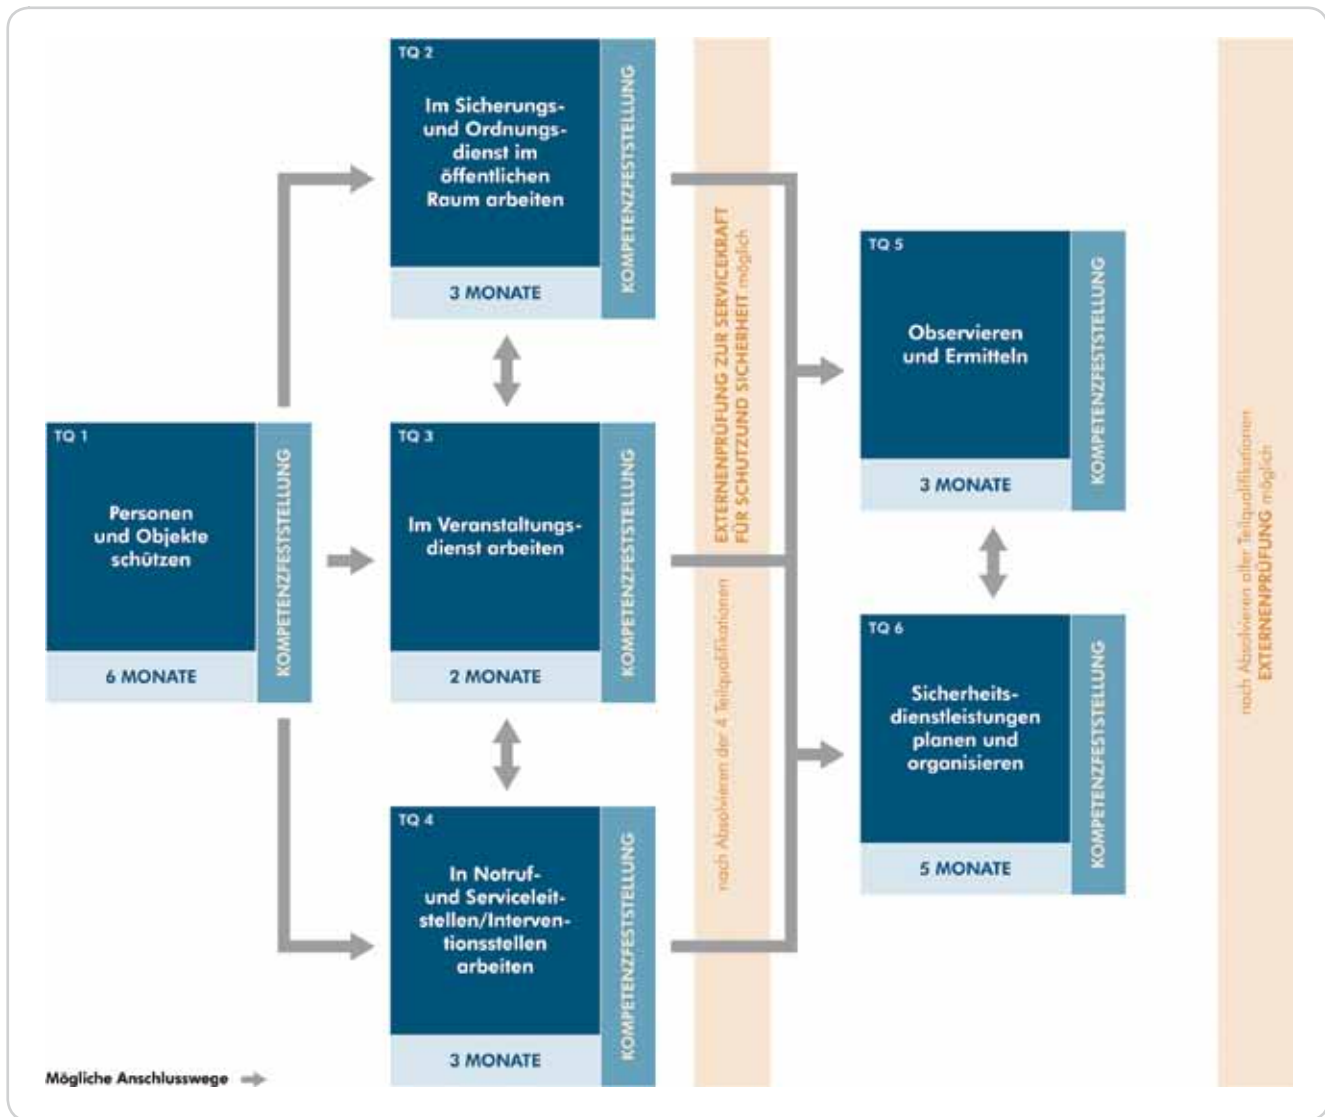 TQ 1
Personen
und Objekte
schützen
6 MONATE
KOMPETENZFESTSTELLUNG
TQ 2
Im Sicherungs-
und Ordnungs-
dienst im
öffentlichen
Raum arbeiten
3 MONATE
KOMPETENZFESTSTELLUNG
TQ 3
Im Veranstaltungs-
dienst arbeiten
2 MONATE
KOMPETENZFESTSTELLUNG
TQ 4
In Notruf-
und Serviceleit-
stellen/Interven-
tionsstellen
arbeiten
3 MONATE
KOMPETENZFESTSTELLUNG
nach Absolvieren der 4 Teilqualifikationen EXTERNENPRÜFUNG ZUR SERVICEKRAFT
FÜR SCHUTZUND SICHERHEIT möglich
TQ 5
Observieren
und Ermitteln
3 MONATE
KOMPETENZFESTSTELLUNG
TQ 6
Sicherheits-
dienstleistungen
planen und
organisieren
5 MONATE
KOMPETENZFESTSTELLUNG
nach Absolvieren aller Teilqualifikationen
EXTERNENPRÜFUNG möglich
Mögliche Anschlusswege